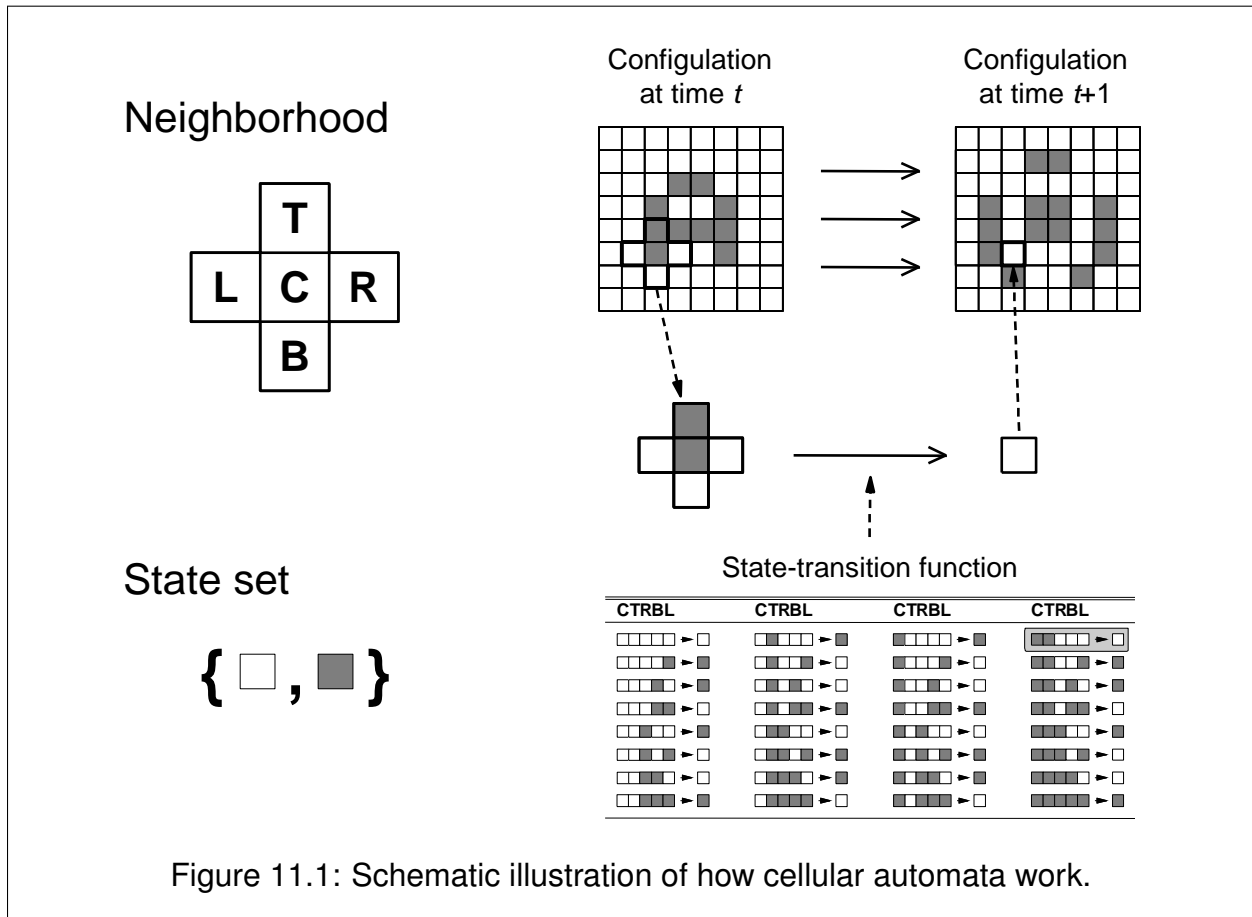 Configulation
at time t
Configulation
at time t+1
Neighborhood
T
L C R
B
State set
{ , }
State-transition function
CTRBL CTRBL CTRBL CTRBL
Figure 11.1: Schematic illustration of how cellular automata work.